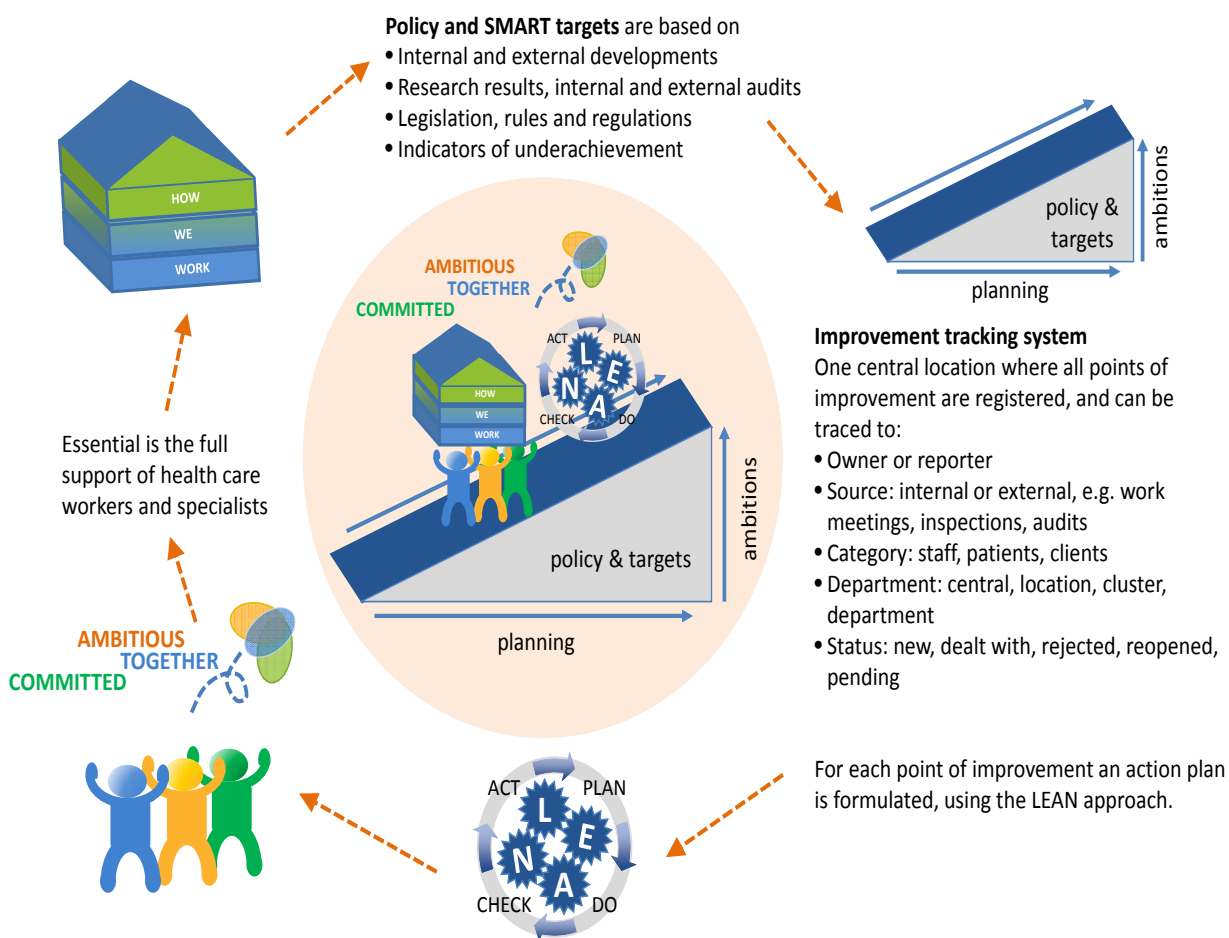 Policy and SMART targets are based on
• Internal and external developments
• Research results, internal and external audits
• Legislation, rules and regulations
• Indicators of underachievement
HOW
WE
WORK
policy &
targets
ambitions
planning
AMBITIOUS
TOGETHER
COMMITTED
ACT
PLAN
L
E
N
A
CHECK
DO
HOW
WE
WORK
policy & targets
ambitions
planning
Improvement tracking system
One central location where all points of
improvement are registered, and can be
traced to:
• Owner or reporter
• Source: internal or external, e.g. work
meetings, inspections, audits
• Category: staff, patients, clients
• Department: central, location, cluster,
department
• Status: new, dealt with, rejected, reopened,
pending
Essential is the full
support of health care
workers and specialists
AMBITIOUS
TOGETHER
COMMITTED
For each point of improvement an action plan
is formulated, using the LEAN approach.
ACT
PLAN
L
E
N
A
CHECK
DO